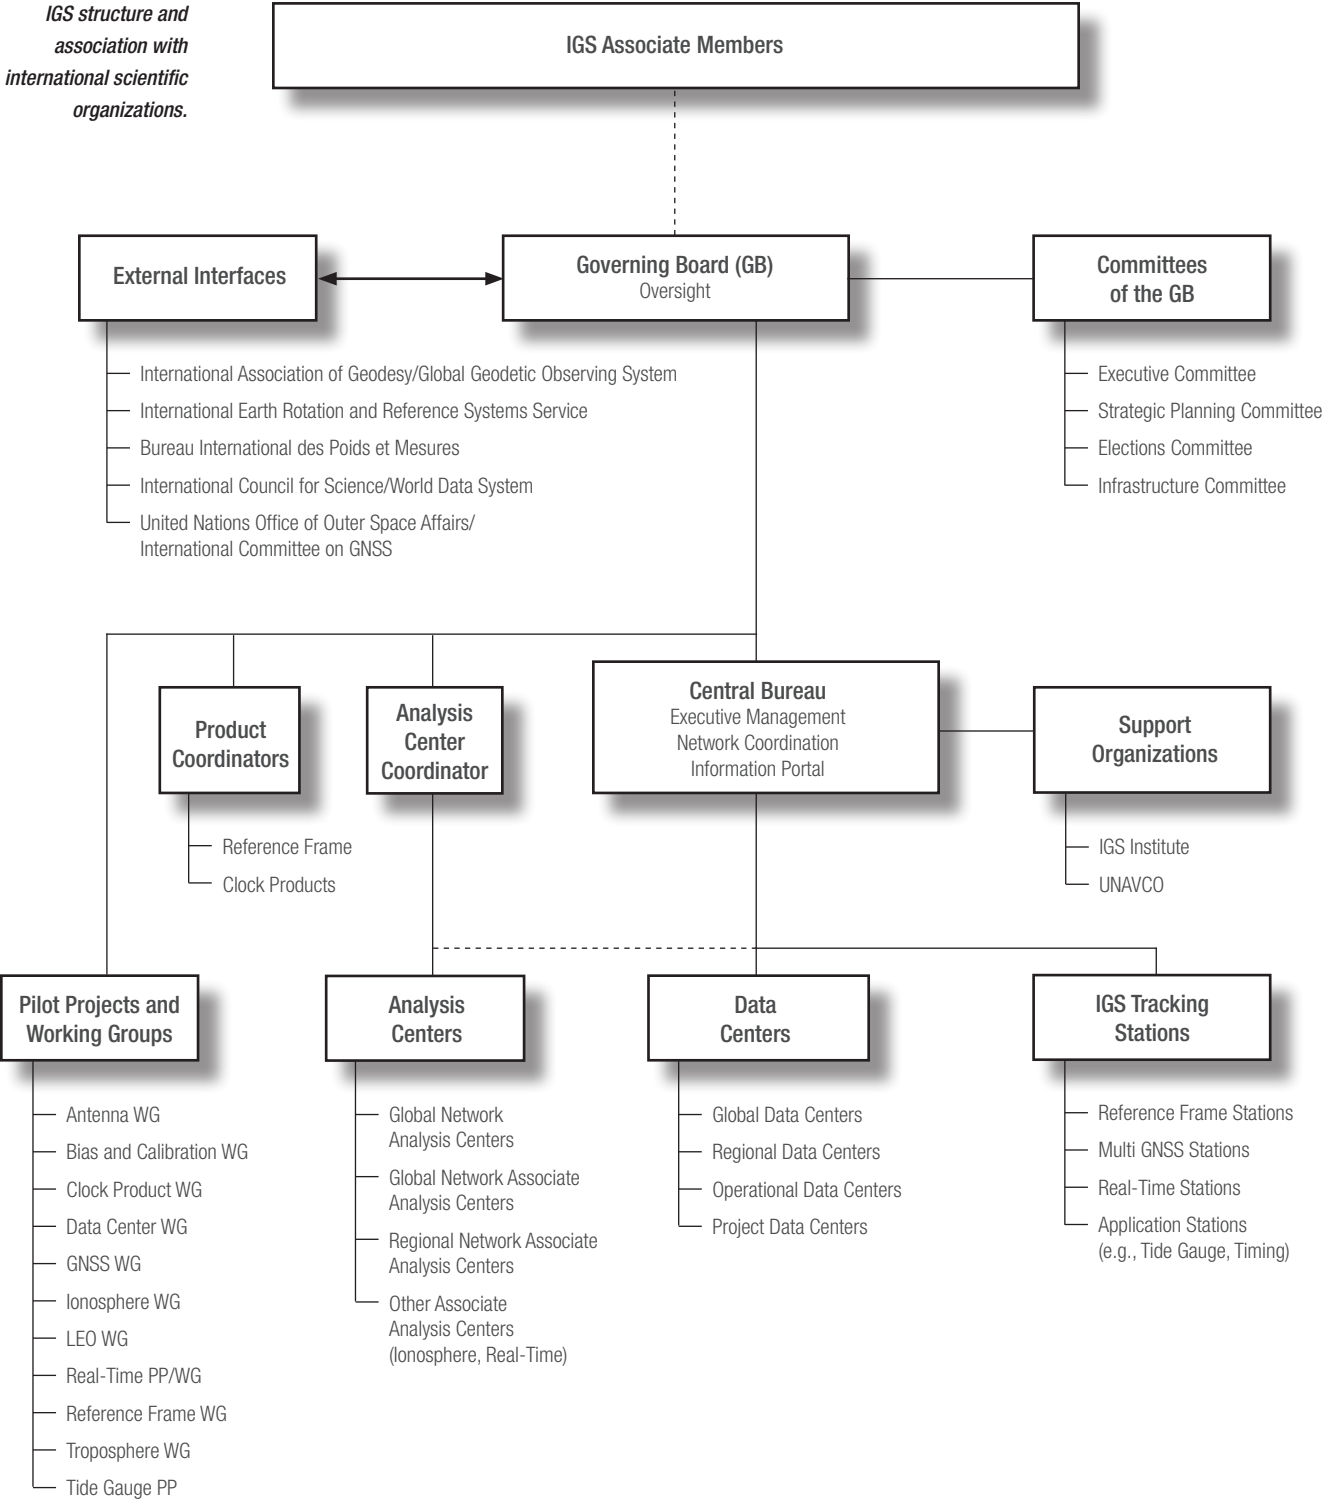 IGS structure and
association with
international scientific
organizations.
IGS Associate Members
External Interfaces
Governing Board (GB)
Oversight
Committees
of the GB
International Association of Geodesy/Global Geodetic Observing System
International Earth Rotation and Reference Systems Service
Bureau International des Poids et Mesures
International Council for Science/World Data System
United Nations Office of Outer Space Affairs/
International Committee on GNSS
Executive Committee
Strategic Planning Committee
Elections Committee
Infrastructure Committee
Product
Coordinators
Analysis
Center
Coordinator
Central Bureau
Executive Management
Network Coordination
Information Portal
Support
Organizations
Reference Frame
Clock Products
IGS Institute
UNAVCO
Pilot Projects and
Working Groups
Analysis
Centers
Data
Centers
IGS Tracking
Stations
Antenna WG
Bias and Calibration WG
Clock Product WG
Data Center WG
GNSS WG
Ionosphere WG
LEO WG
Real-Time PP/WG
Reference Frame WG
Troposphere WG
Tide Gauge PP
Global Network
Analysis Centers
Global Network Associate
Analysis Centers
Regional Network Associate
Analysis Centers
Other Associate
Analysis Centers
(Ionosphere, Real-Time)
Global Data Centers
Regional Data Centers
Operational Data Centers
Project Data Centers
Reference Frame Stations
Multi GNSS Stations
Real-Time Stations
Application Stations
(e.g., Tide Gauge, Timing)